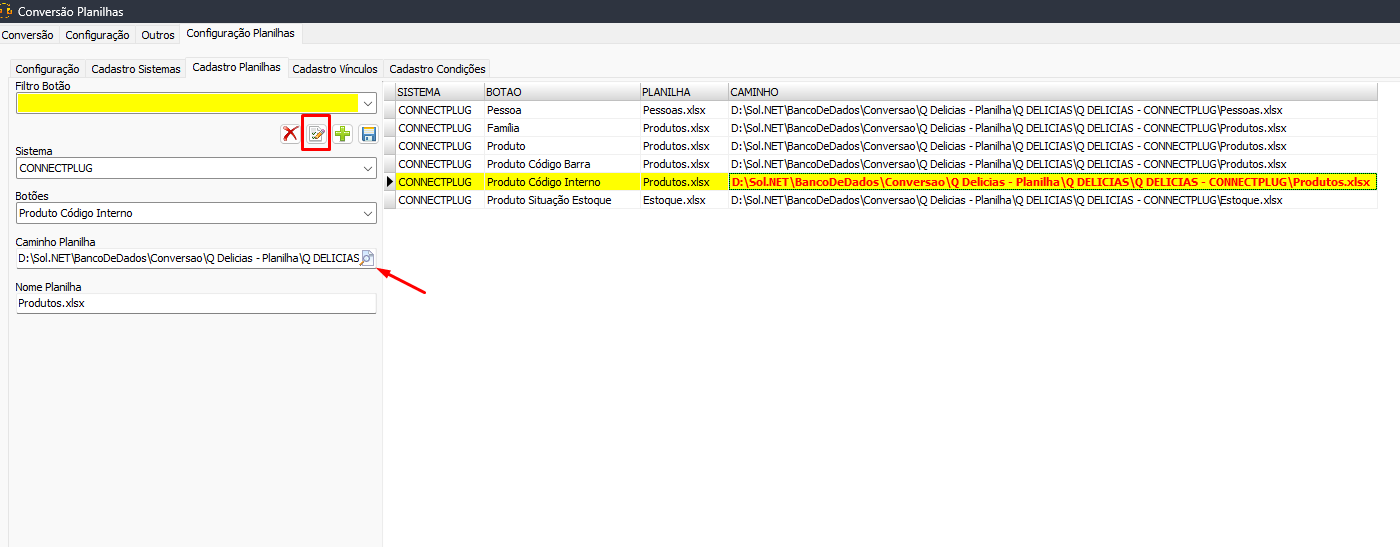 Conversão Planilhas
Conversão Configuração Outros Configuração Planilhas
Configuração Cadastro Sistemas Cadastro Planilhas Cadastro Vínculos Cadastro Condições
Filtro Botão
Sistema
CONNECTPLUG
Botões
Produto Código Interno
Caminho Planilha
D:\Sol.NET\BancoDeDados\Conversao\Q Delicias - Planilha\Q DELICIAS
Nome Planilha
Produtos.xlsx
SISTEMA BOTAO PLANILHA CAMINHO
CONNECTPLUG Pessoa Pessoas.xlsx D:\Sol.NET\BancoDeDados\Conversao\Q Delicias - Planilha\Q DELICIAS\Q DELICIAS - CONNECTPLUG\Pessoas.xlsx
CONNECTPLUG Família Produtos.xlsx D:\Sol.NET\BancoDeDados\Conversao\Q Delicias - Planilha\Q DELICIAS\Q DELICIAS - CONNECTPLUG\Produtos.xlsx
CONNECTPLUG Produto Produtos.xlsx D:\Sol.NET\BancoDeDados\Conversao\Q Delicias - Planilha\Q DELICIAS\Q DELICIAS - CONNECTPLUG\Produtos.xlsx
CONNECTPLUG Produto Código Barra Produtos.xlsx D:\Sol.NET\BancoDeDados\Conversao\Q Delicias - Planilha\Q DELICIAS\Q DELICIAS - CONNECTPLUG\Produtos.xlsx
CONNECTPLUG Produto Código Interno Produtos.xlsx D:\Sol.NET\BancoDeDados\Conversao\Q Delicias - Planilha\Q DELICIAS\Q DELICIAS - CONNECTPLUG\Produtos.xlsx
CONNECTPLUG Produto Situação Estoque Estoque.xlsx D:\Sol.NET\BancoDeDados\Conversao\Q Delicias - Planilha\Q DELICIAS\Q DELICIAS - CONNECTPLUG\Estoque.xlsx